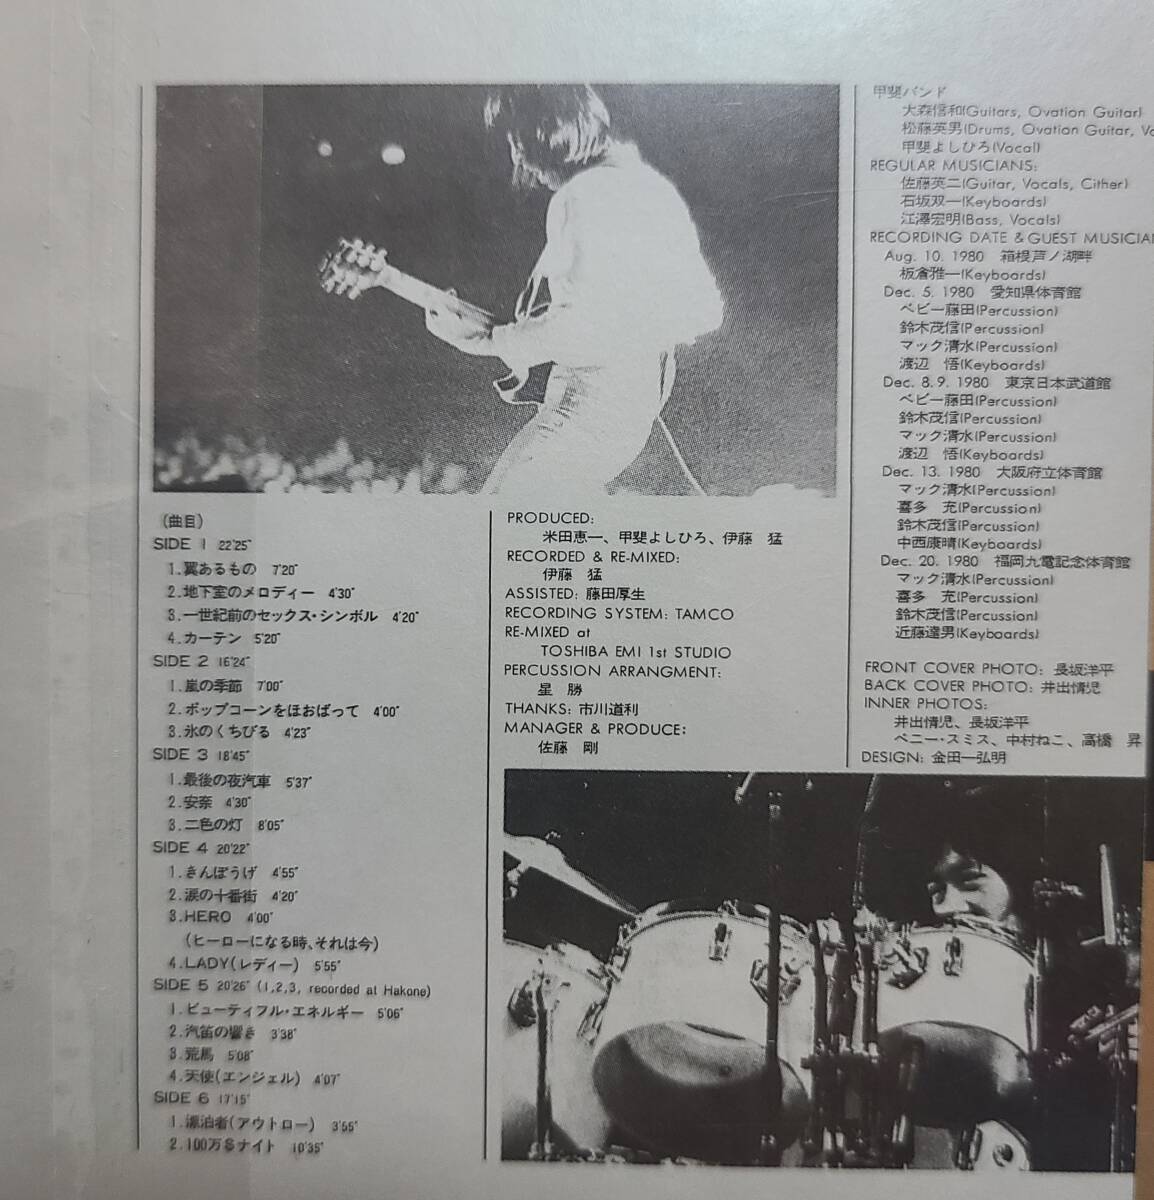 (曲目)
SIDE 1 22'25"
1.翼あるもの 7'20"
2.地下室のメロディー 4'30"
3.一世紀前のセックス・シンボル 4'20"
4.カーテン 5'20"
SIDE 2 16'24"
1.嵐の季節 7'00"
2.ポップコーンをほおばって 4'00"
3.氷のくちびる 4'23"
SIDE 3 18'45"
1.最後の夜汽車 5'37"
2.安奈 4'30"
3.二色の灯 8'05"
SIDE 4 20'22"
1.きんぽうげ 4'55"
2.涙の十番街 4'20"
3.HERO 4'00"
(ヒーローになる時、それは今)
4.LADY(レディー) 5'55"
SIDE 5 20'26" (1,2,3, recorded at Hakone)
1.ビューティフル・エネルギー 5'06"
2.汽笛の響き 3'38"
3.荒馬 5'08"
4.天使(エンジェル) 4'07"
SIDE 6 17'15"
1.漂泊者(アウトロー) 3'55"
2.100万$ナイト 10'35"
PRODUCED:
米田恵一、甲斐よしひろ、伊藤 猛
RECORDED & RE-MIXED:
伊藤 猛
ASSISTED: 藤田厚生
RECORDING SYSTEM: TAMCO
RE-MIXED at
TOSHIBA EMI 1st STUDIO
PERCUSSION ARRANGMENT:
星 勝
THANKS: 市川道利
MANAGER & PRODUCE:
佐藤 剛
甲斐バンド
大森信和(Guitars, Ovation Guitar)
松藤英男(Drums, Ovation Guitar, Vo
甲斐よしひろ(Vocal)
REGULAR MUSICIANS:
佐藤英二(Guitar, Vocals, Cither)
石坂双一(Keyboards)
江澤宏明(Bass, Vocals)
RECORDING DATE & GUEST MUSICIAN
Aug. 10. 1980 箱根芦ノ湖畔
板倉雅一(Keyboards)
Dec. 5. 1980 愛知県体育館
ベビー藤田(Percussion)
鈴木茂信(Percussion)
マック清水(Percussion)
渡辺 悟(Keyboards)
Dec. 8.9. 1980 東京日本武道館
ベビー藤田(Percussion)
鈴木茂信(Percussion)
マック清水(Percussion)
渡辺 悟(Keyboards)
Dec. 13. 1980 大阪府立体育館
マック清水(Percussion)
喜多 充(Percussion)
鈴木茂信(Percussion)
中西康晴(Keyboards)
Dec. 20. 1980 福岡九電記念体育館
マック清水(Percussion)
喜多 充(Percussion)
鈴木茂信(Percussion)
近藤達男(Keyboards)
FRONT COVER PHOTO: 長坂洋平
BACK COVER PHOTO: 井出情児
INNER PHOTOS:
井出情児、長坂洋平
ペニー・スミス、中村ねこ、高橋 昇
DESIGN: 金田一弘明